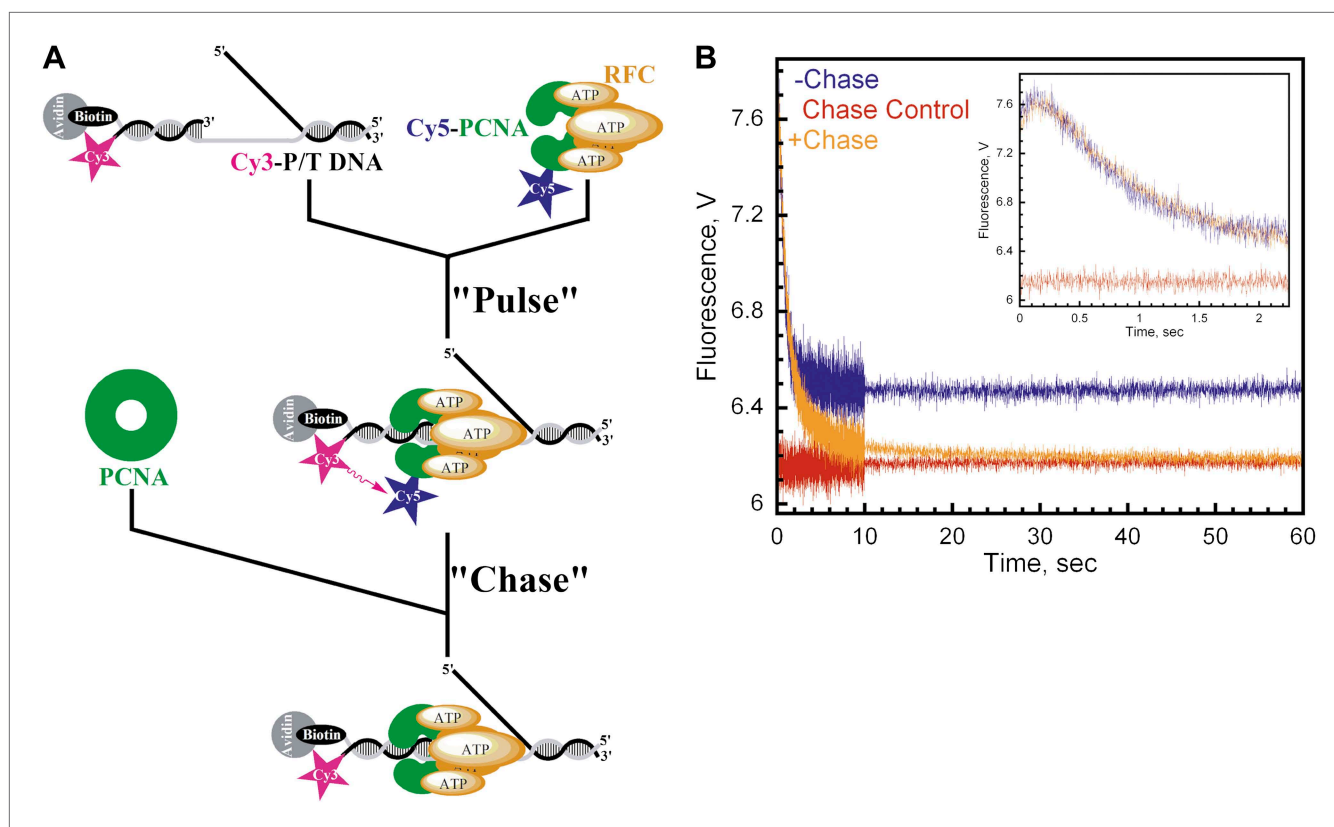 A
5'
RFC
ATP
Avidin
Biotin
3'
Cy5-PCNA
ATP
5'
3'
Cy3
Cy3-P/T DNA
ATP
Cy5
"Pulse"
5'
Avidin
Biotin
ATP
ATP
5'
3'
PCNA
Cy3
ATP
Cy5
"Chase"
5'
Avidin
Biotin
ATP
ATP
5'
3'
Cy3
ATP
B
-Chase
Chase Control
+Chase
Fluorescence, V
7.6
7.2
6.8
6.4
6
0
10
20
30
40
50
60
Time, sec
Fluorescence, V
7.6
7.2
6.8
6.4
6
0
0.5
1
1.5
2
Time, sec